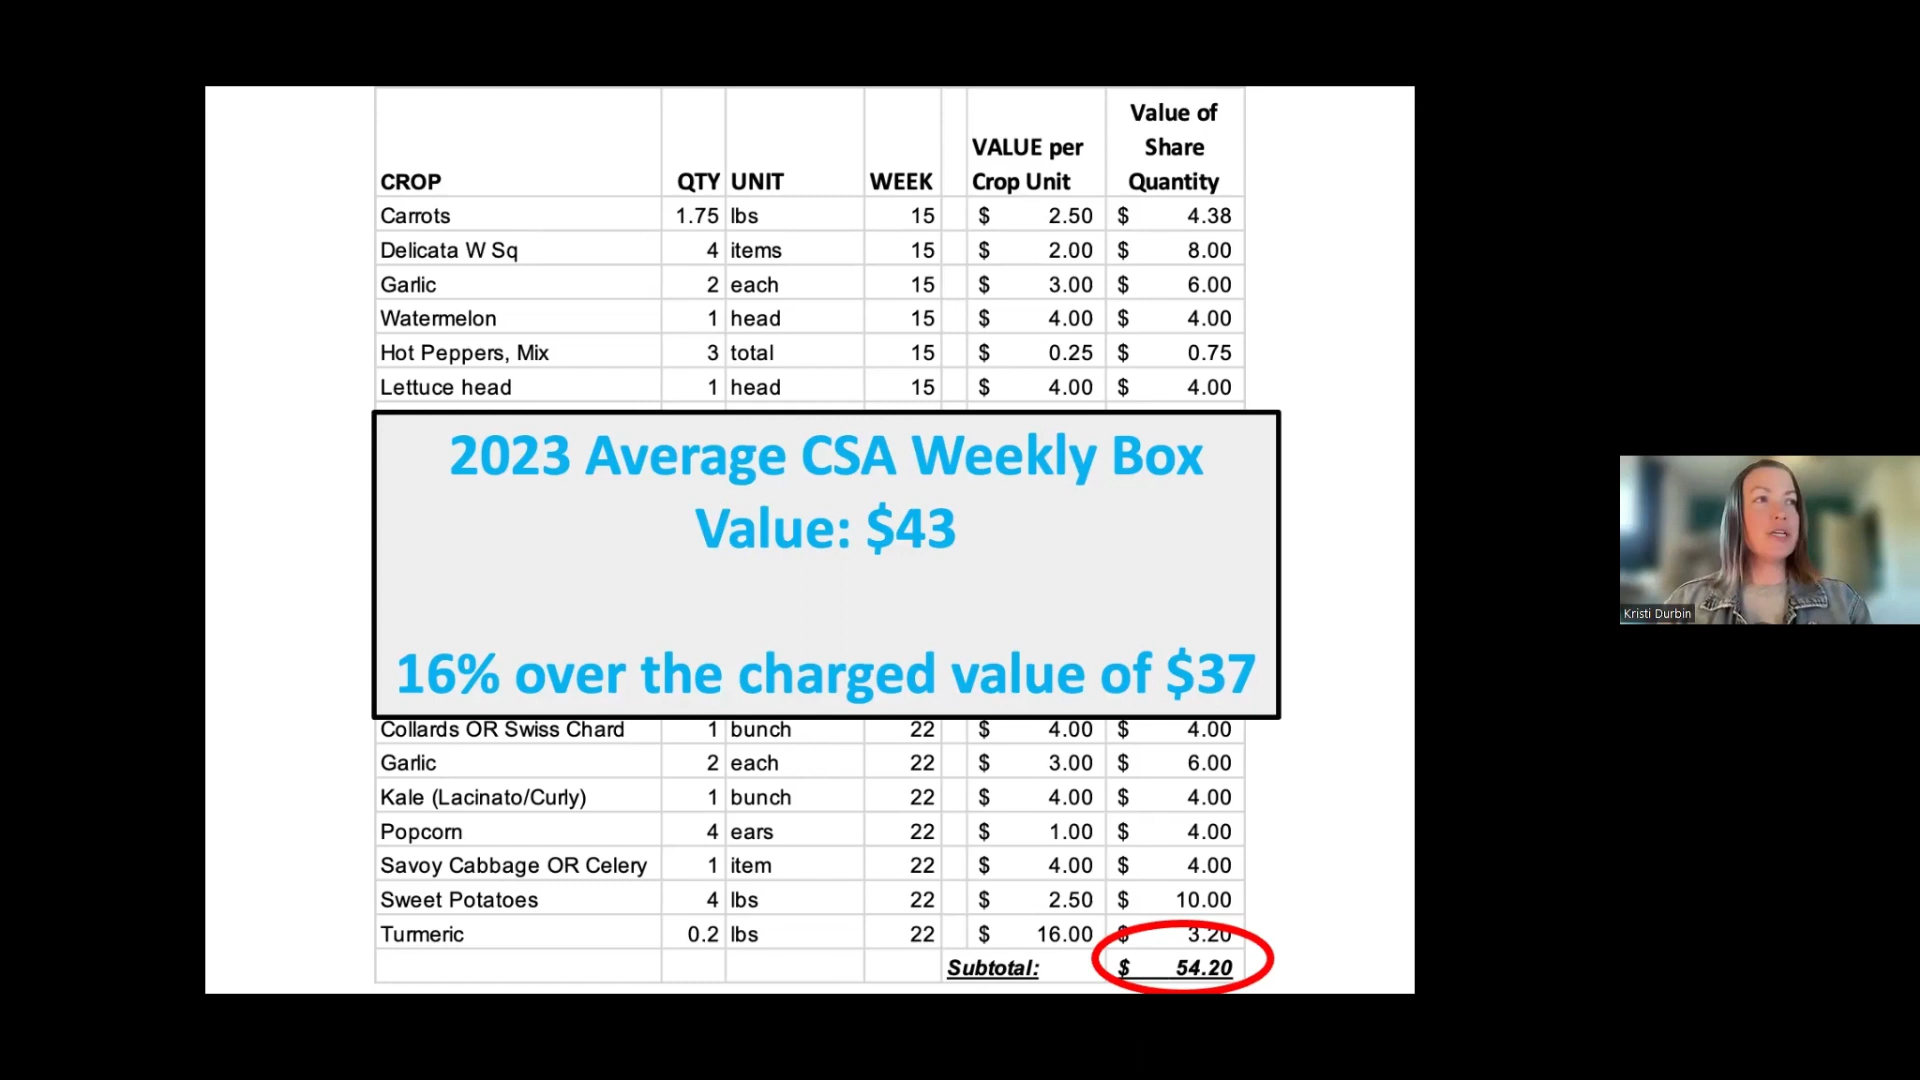 CROP QTY UNIT WEEK VALUE per Crop Unit Value of Share Quantity
Carrots 1.75 lbs 15 $ 2.50 $ 4.38
Delicata W Sq 4 items 15 $ 2.00 $ 8.00
Garlic 2 each 15 $ 3.00 $ 6.00
Watermelon 1 head 15 $ 4.00 $ 4.00
Hot Peppers, Mix 3 total 15 $ 0.25 $ 0.75
Lettuce head 1 head 15 $ 4.00 $ 4.00
2023 Average CSA Weekly Box
Value: $43
16% over the charged value of $37
Collards OR Swiss Chard 1 bunch 22 $ 4.00 $ 4.00
Garlic 2 each 22 $ 3.00 $ 6.00
Kale (Lacinato/Curly) 1 bunch 22 $ 4.00 $ 4.00
Popcorn 4 ears 22 $ 1.00 $ 4.00
Savoy Cabbage OR Celery 1 item 22 $ 4.00 $ 4.00
Sweet Potatoes 4 lbs 22 $ 2.50 $ 10.00
Turmeric 0.2 lbs 22 $ 16.00 $ 3.20
Subtotal: $ 54.20
Kristi Durbin